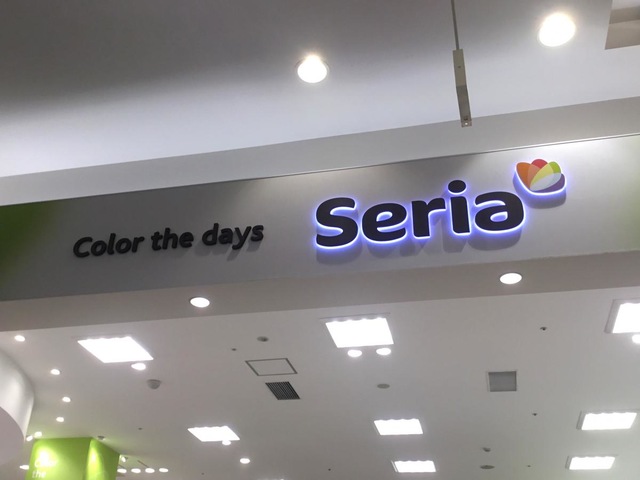 Color the days
Seria